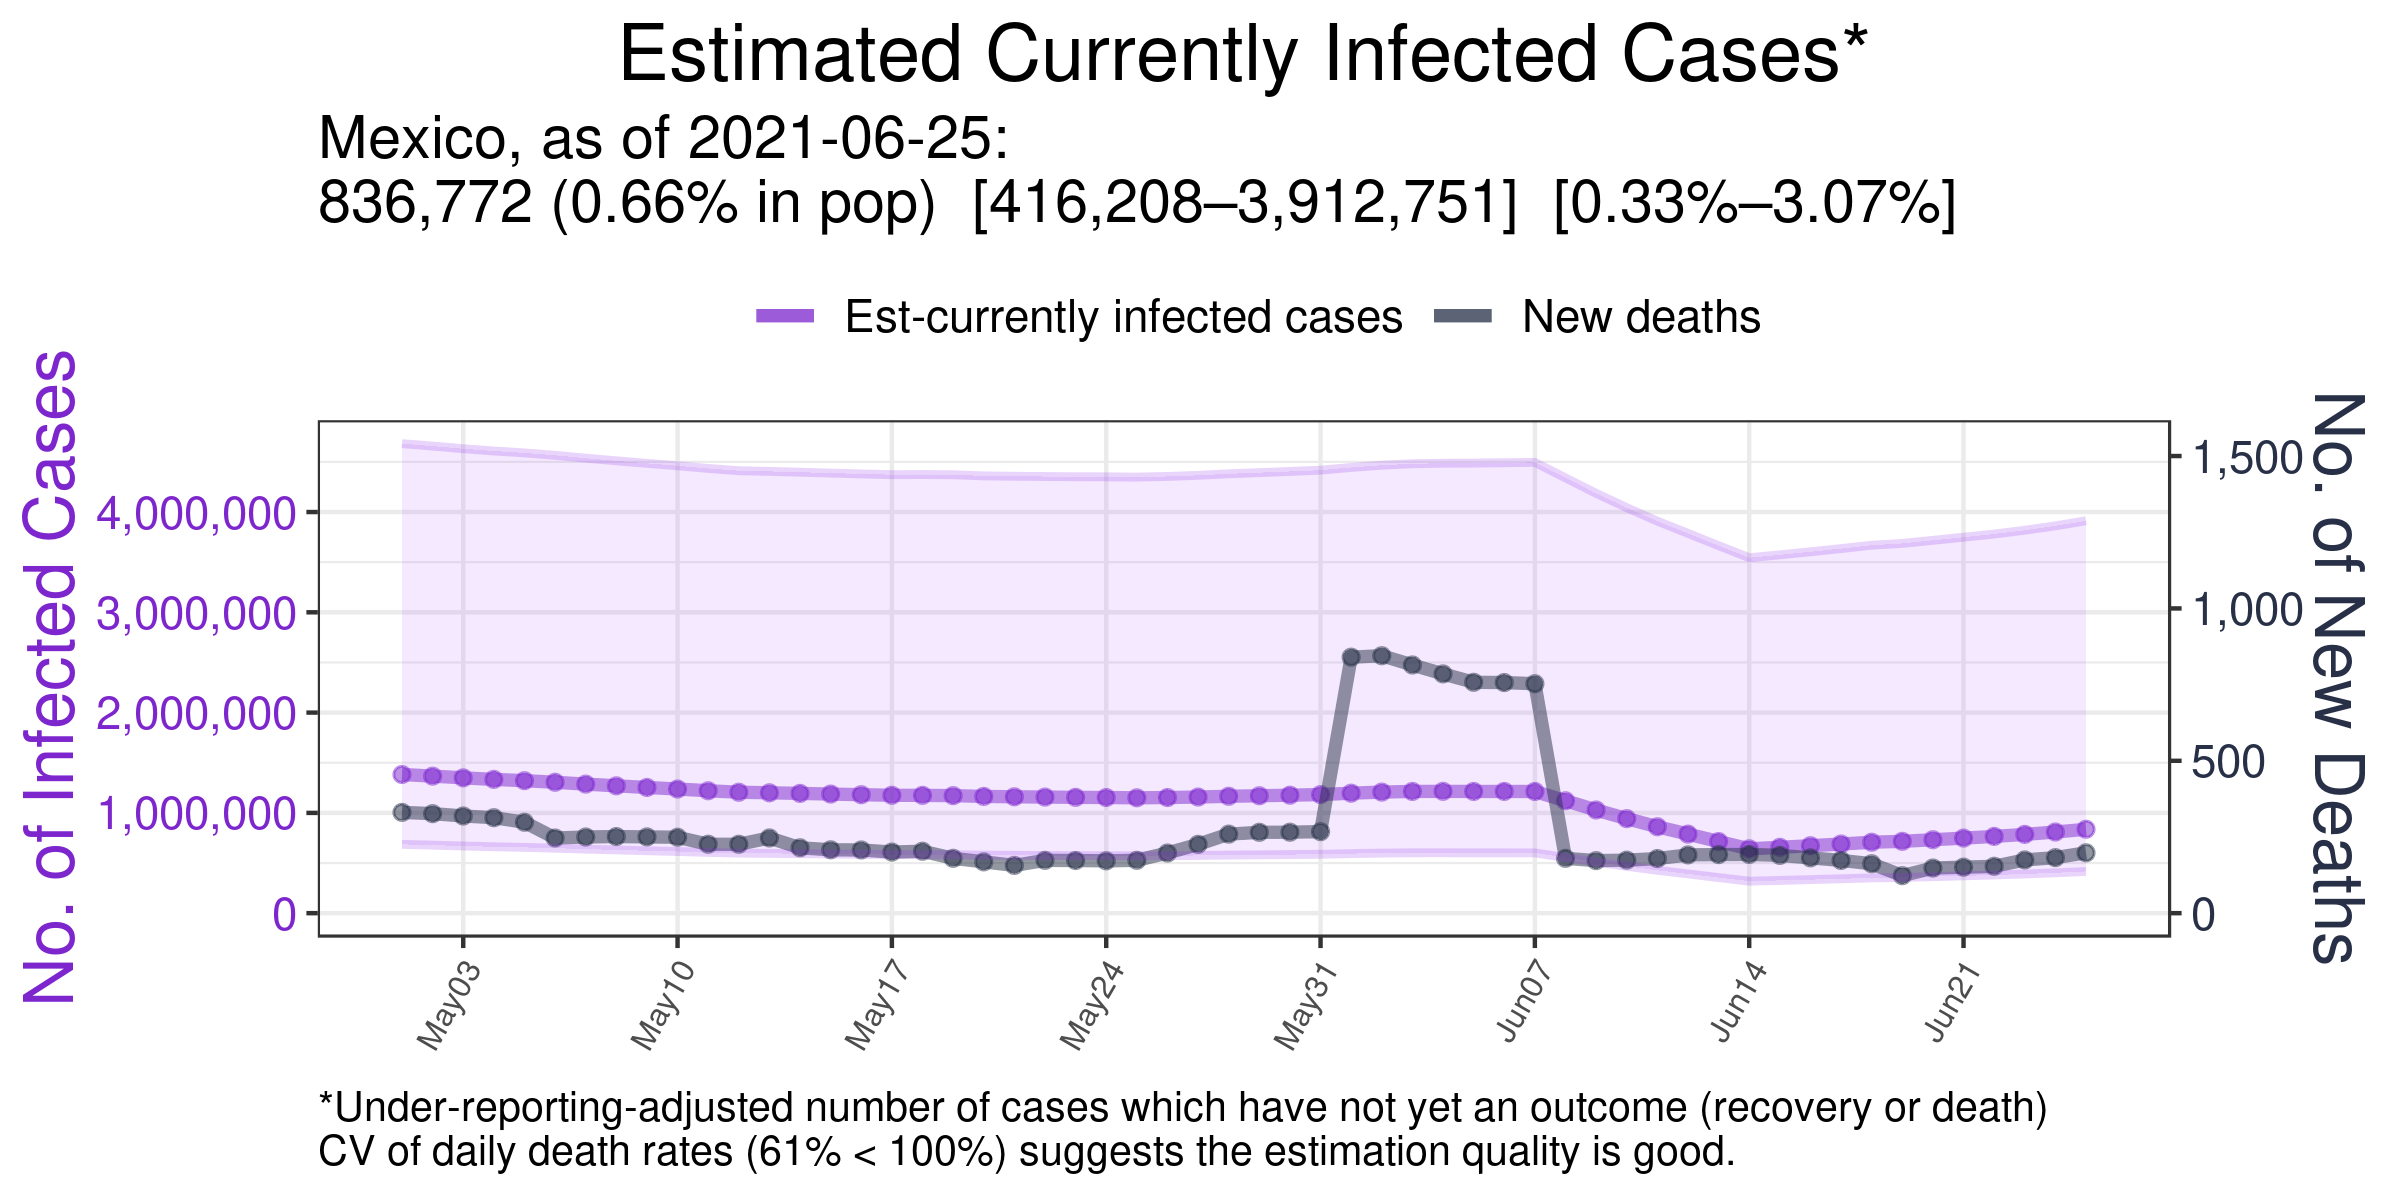 Estimated Currently Infected Cases*
Mexico, as of 2021-06-25:
836,772 (0.66% in pop) [416,208–3,912,751] [0.33%–3.07%]
Est-currently infected cases
New deaths
No. of Infected Cases
4,000,000
3,000,000
2,000,000
1,000,000
0
1,500
1,000
500
0
No. of New Deaths
May03
May10
May17
May24
May31
Jun07
Jun14
Jun21
*Under-reporting-adjusted number of cases which have not yet an outcome (recovery or death)
CV of daily death rates (61% < 100%) suggests the estimation quality is good.